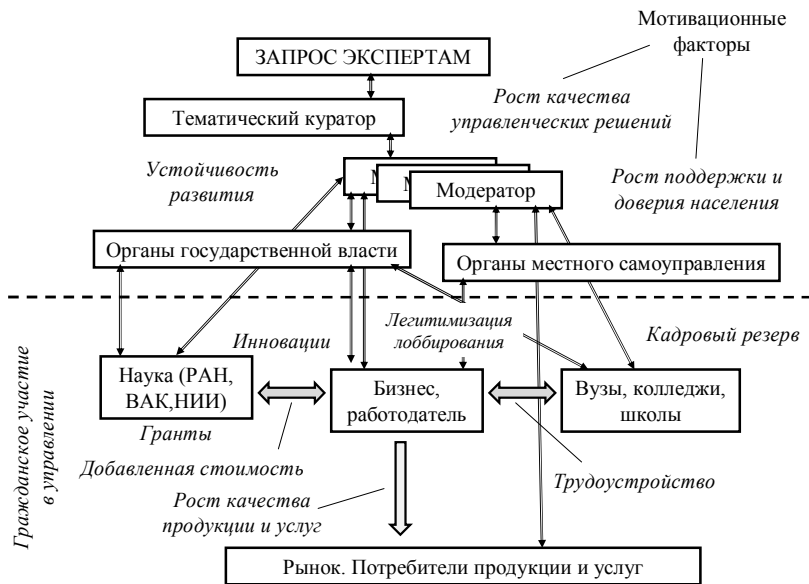 Мотивационные
факторы
ЗАПРОС ЭКСПЕРТАМ
Рост качества
управленческих решений
Тематический куратор
Устойчивость
развития
М
М
Модератор
Рост поддержки и
доверия населения
Органы государственной власти
Органы местного самоуправления
Легитимизация
лоббирования
Кадровый резерв
Инновации
Наука (РАН,
ВАК,НИИ)
Бизнес,
работодатель
Вузы, колледжи,
школы
Гранты
Добавленная стоимость
Трудоустройство
Рост качества
продукции и услуг
Гражданское участие
в управлении
Рынок. Потребители продукции и услуг